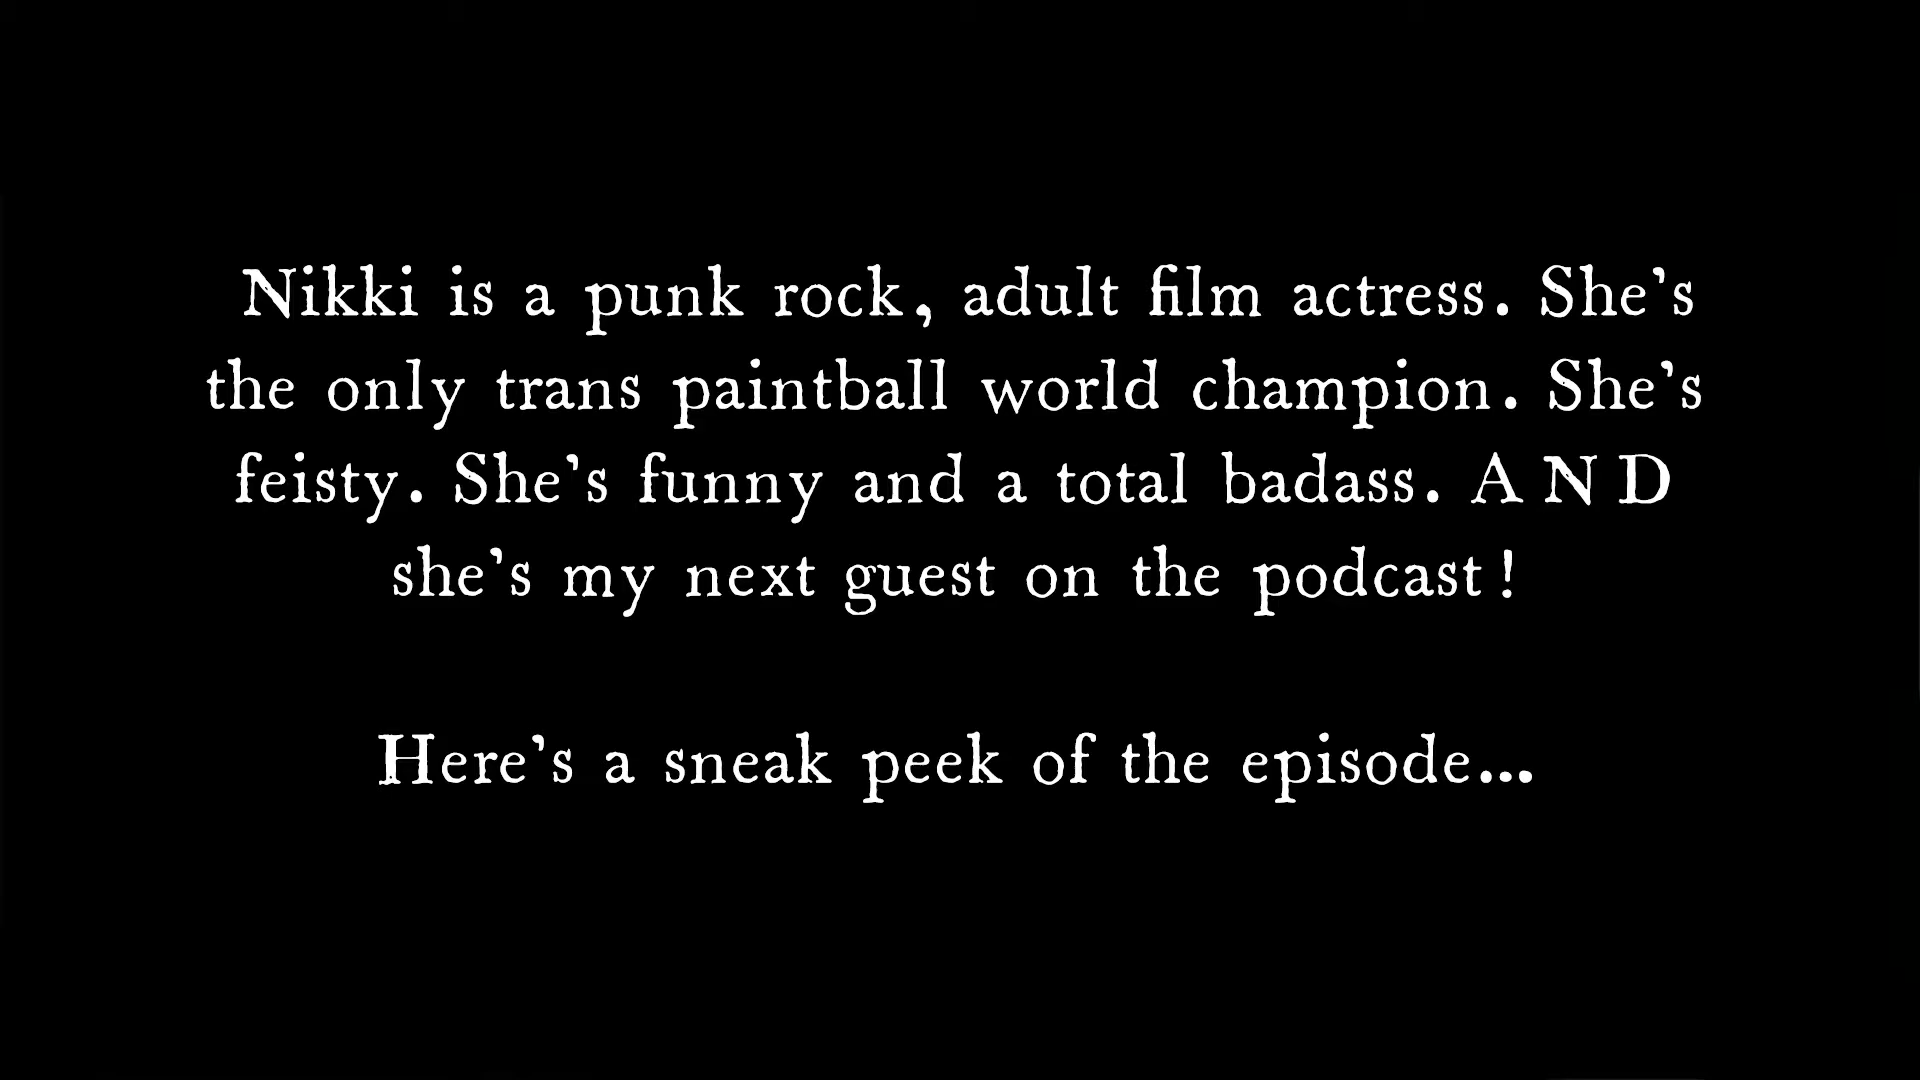 Nikki is a punk rock, adult film actress. She's
the only trans paintball world champion. She's
feisty. She's funny and a total badass. A N D
she's my next guest on the podcast!
Here's a sneak peek of the episode...